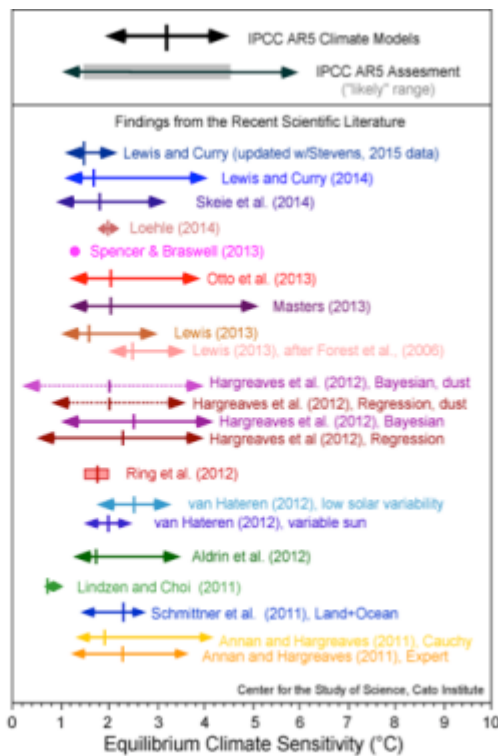 IPCC AR5 Climate Models
IPCC AR5 Assesment
("likely" range)
Findings from the Recent Scientific Literature
Lewis and Curry (updated w/Stevens, 2015 data)
Lewis and Curry (2014)
Skeie et al. (2014)
Loehle (2014)
Spencer & Braswell (2013)
Otto et al. (2013)
Masters (2013)
Lewis (2013)
Lewis (2013), after Forest et al., (2006)
Hargreaves et al. (2012), Bayesian, dust
Hargreaves et al. (2012), Regression, dust
Hargreaves et al. (2012), Bayesian
Hargreaves et al (2012), Regression
Ring et al. (2012)
van Hateren (2012), low solar variability
van Hateren (2012), variable sun
Aldrin et al. (2012)
Lindzen and Choi (2011)
Schmittner et al. (2011), Land+Ocean
Annan and Hargreaves (2011), Cauchy
Annan and Hargreaves (2011), Expert
Center for the Study of Science, Cato Institute
0 1 2 3 4 5 6 7 8 9 10
Equilibrium Climate Sensitivity (°C)